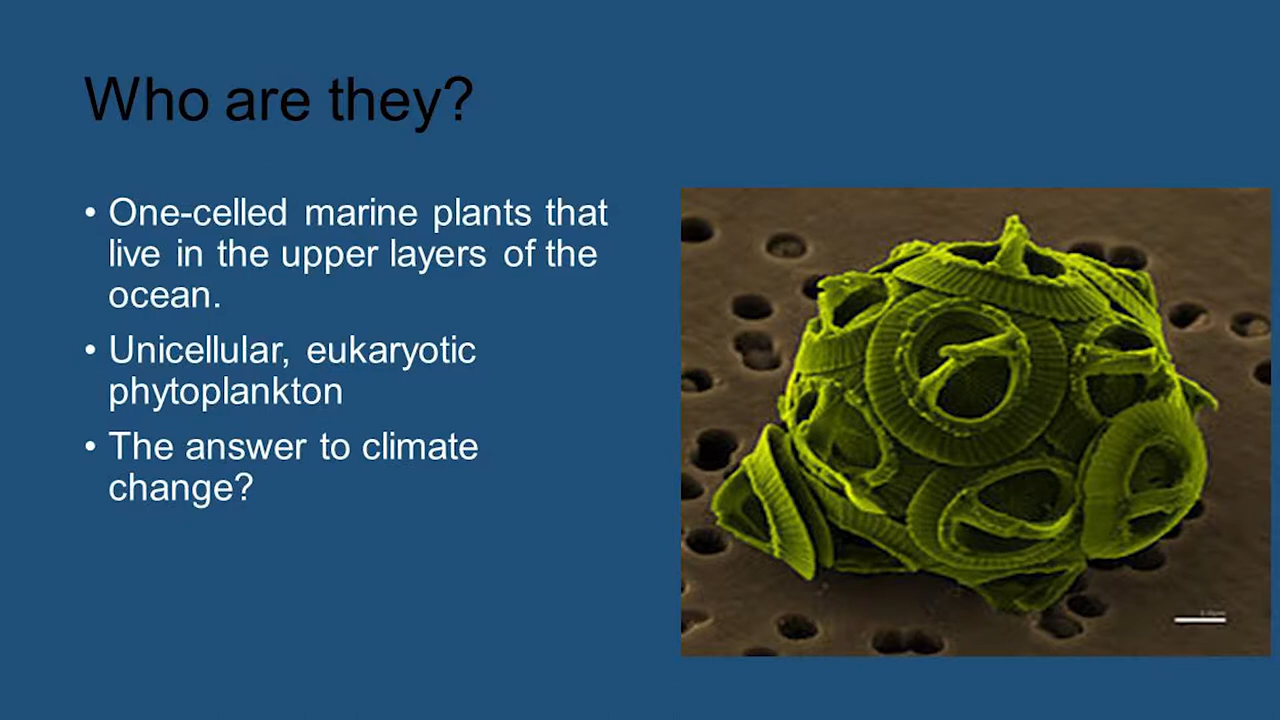 Who are they?
• One-celled marine plants that
live in the upper layers of the
ocean.
• Unicellular, eukaryotic
phytoplankton
• The answer to climate
change?